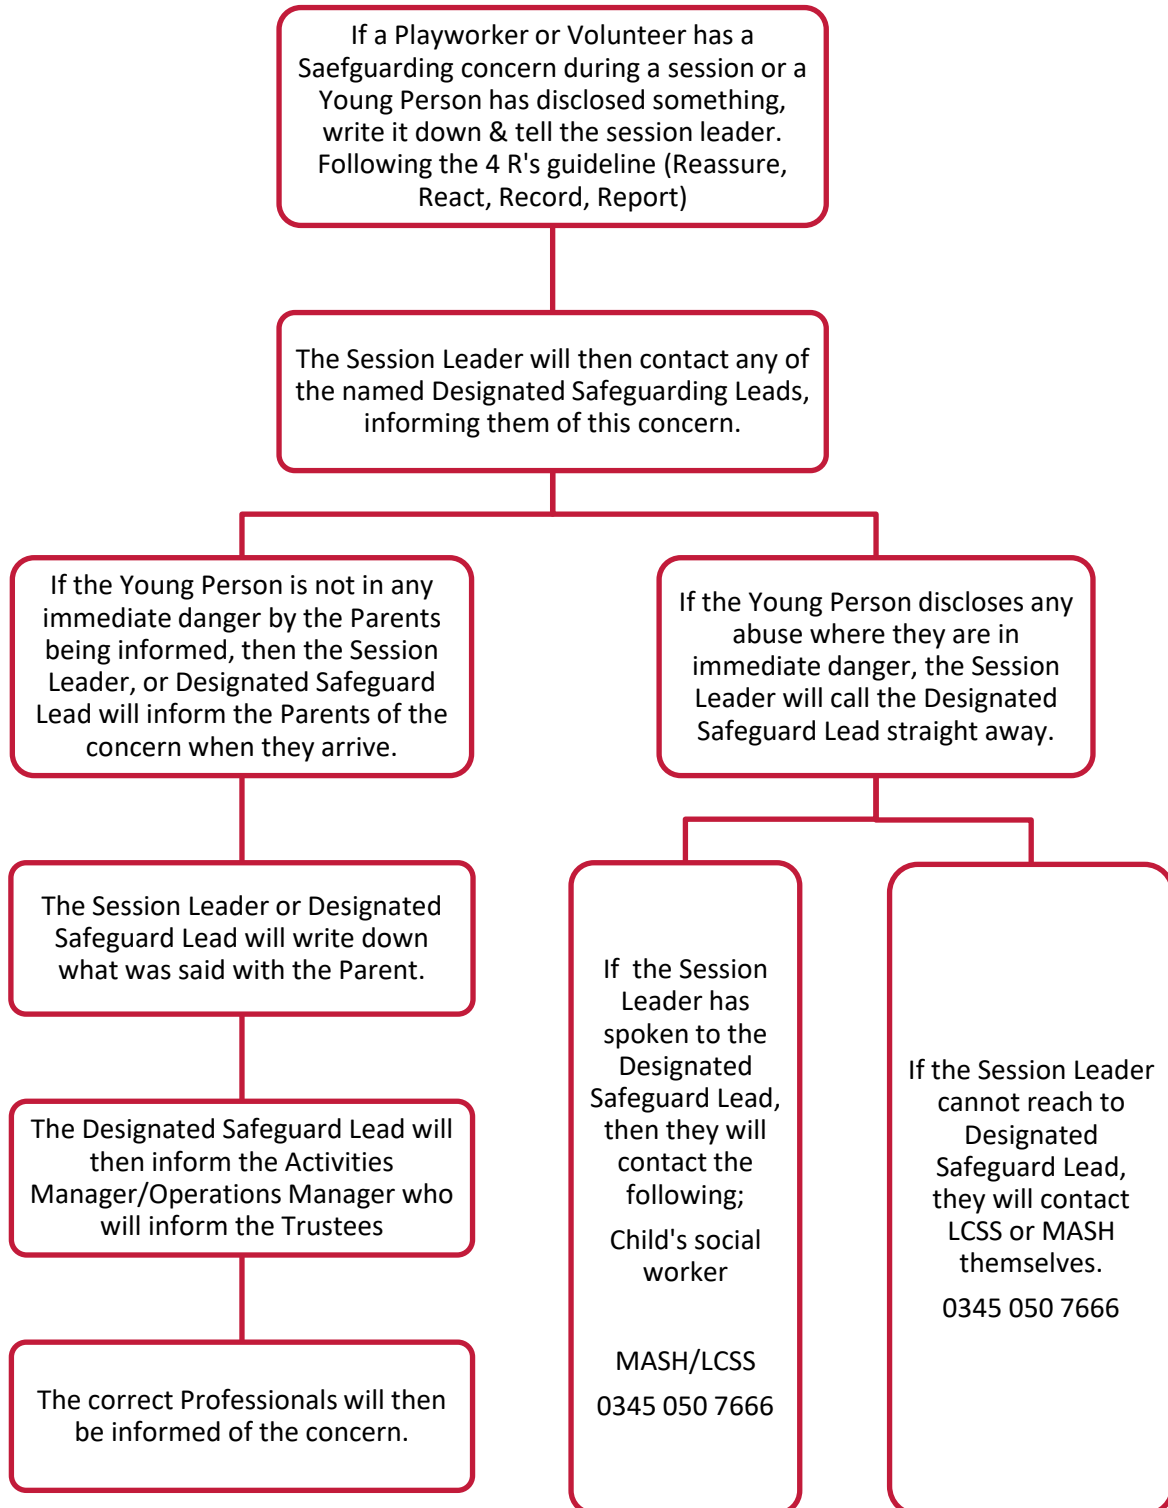 If a Playworker or Volunteer has a
Saefguarding concern during a session or a
Young Person has disclosed something,
write it down & tell the session leader.
Following the 4 R's guideline (Reassure,
React, Record, Report)
The Session Leader will then contact any of
the named Designated Safeguarding Leads,
informing them of this concern.
If the Young Person is not in any
immediate danger by the Parents
being informed, then the Session
Leader, or Designated Safeguard
Lead will inform the Parents of the
concern when they arrive.
The Session Leader or Designated
Safeguard Lead will write down
what was said with the Parent.
The Designated Safeguard Lead will
then inform the Activities
Manager/Operations Manager who
will inform the Trustees
The correct Professionals will then
be informed of the concern.
If the Young Person discloses any
abuse where they are in
immediate danger, the Session
Leader will call the Designated
Safeguard Lead straight away.
If  the Session
Leader has
spoken to the
Designated
Safeguard Lead,
then they will
contact the
following;
Child's social
worker
MASH/LCSS
0345 050 7666
If the Session Leader
cannot reach to
Designated
Safeguard Lead,
they will contact
LCSS or MASH
themselves.
0345 050 7666